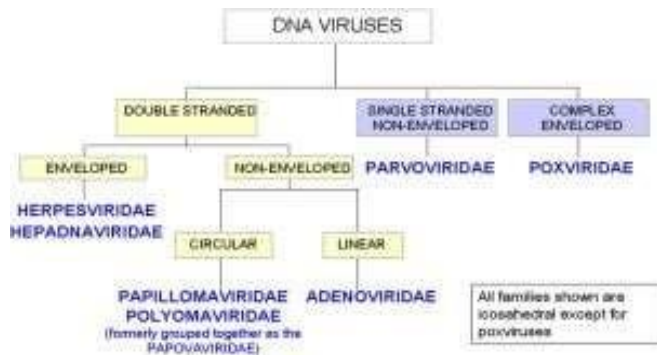 DNA VIRUSES
DOUBLE STRANDED
SINGLE STRANDED
NON-ENVELOPED
COMPLEX
ENVELOPED
ENVELOPED
NON-ENVELOPED
PARVOVIRIDAE
POXVIRIDAE
HERPESVIRIDAE
HEPADNAVIRIDAE
CIRCULAR
LINEAR
PAPILLOMAVIRIDAE
POLYOMAVIRIDAE
(formerly grouped together as the
PAPOVAVIRIDAE)
ADENOVIRIDAE
All families shown are
icosahedral except for
poxviruses